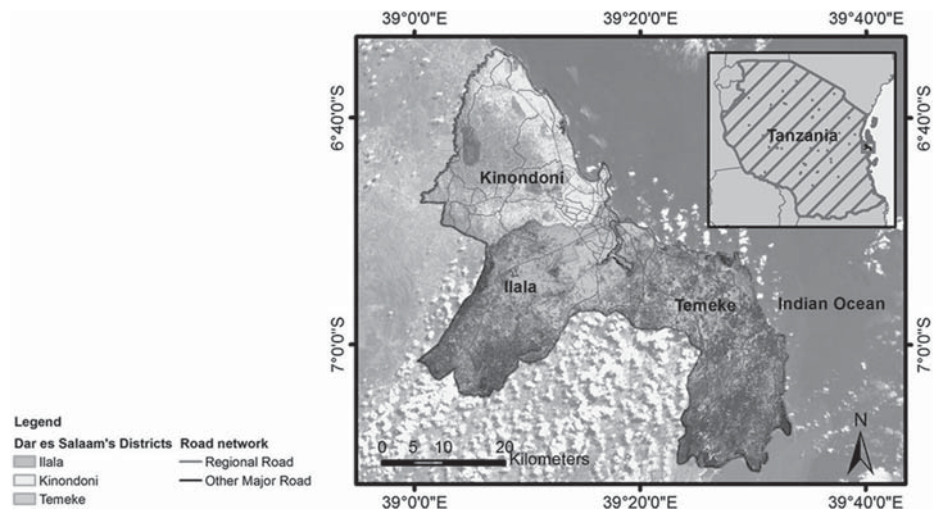 39°0'0"E 39°20'0"E 39°40'0"E
6°40'0"S 6°40'0"S
Tanzania
Kinondoni
Ilala
Temeke
Indian Ocean
7°0'0"S 7°0'0"S
N
0 5 10 20
Kilometers
39°0'0"E 39°20'0"E 39°40'0"E
Legend
Dar es Salaam's Districts Road network
Ilala Regional Road
Kinondoni Other Major Road
Temeke